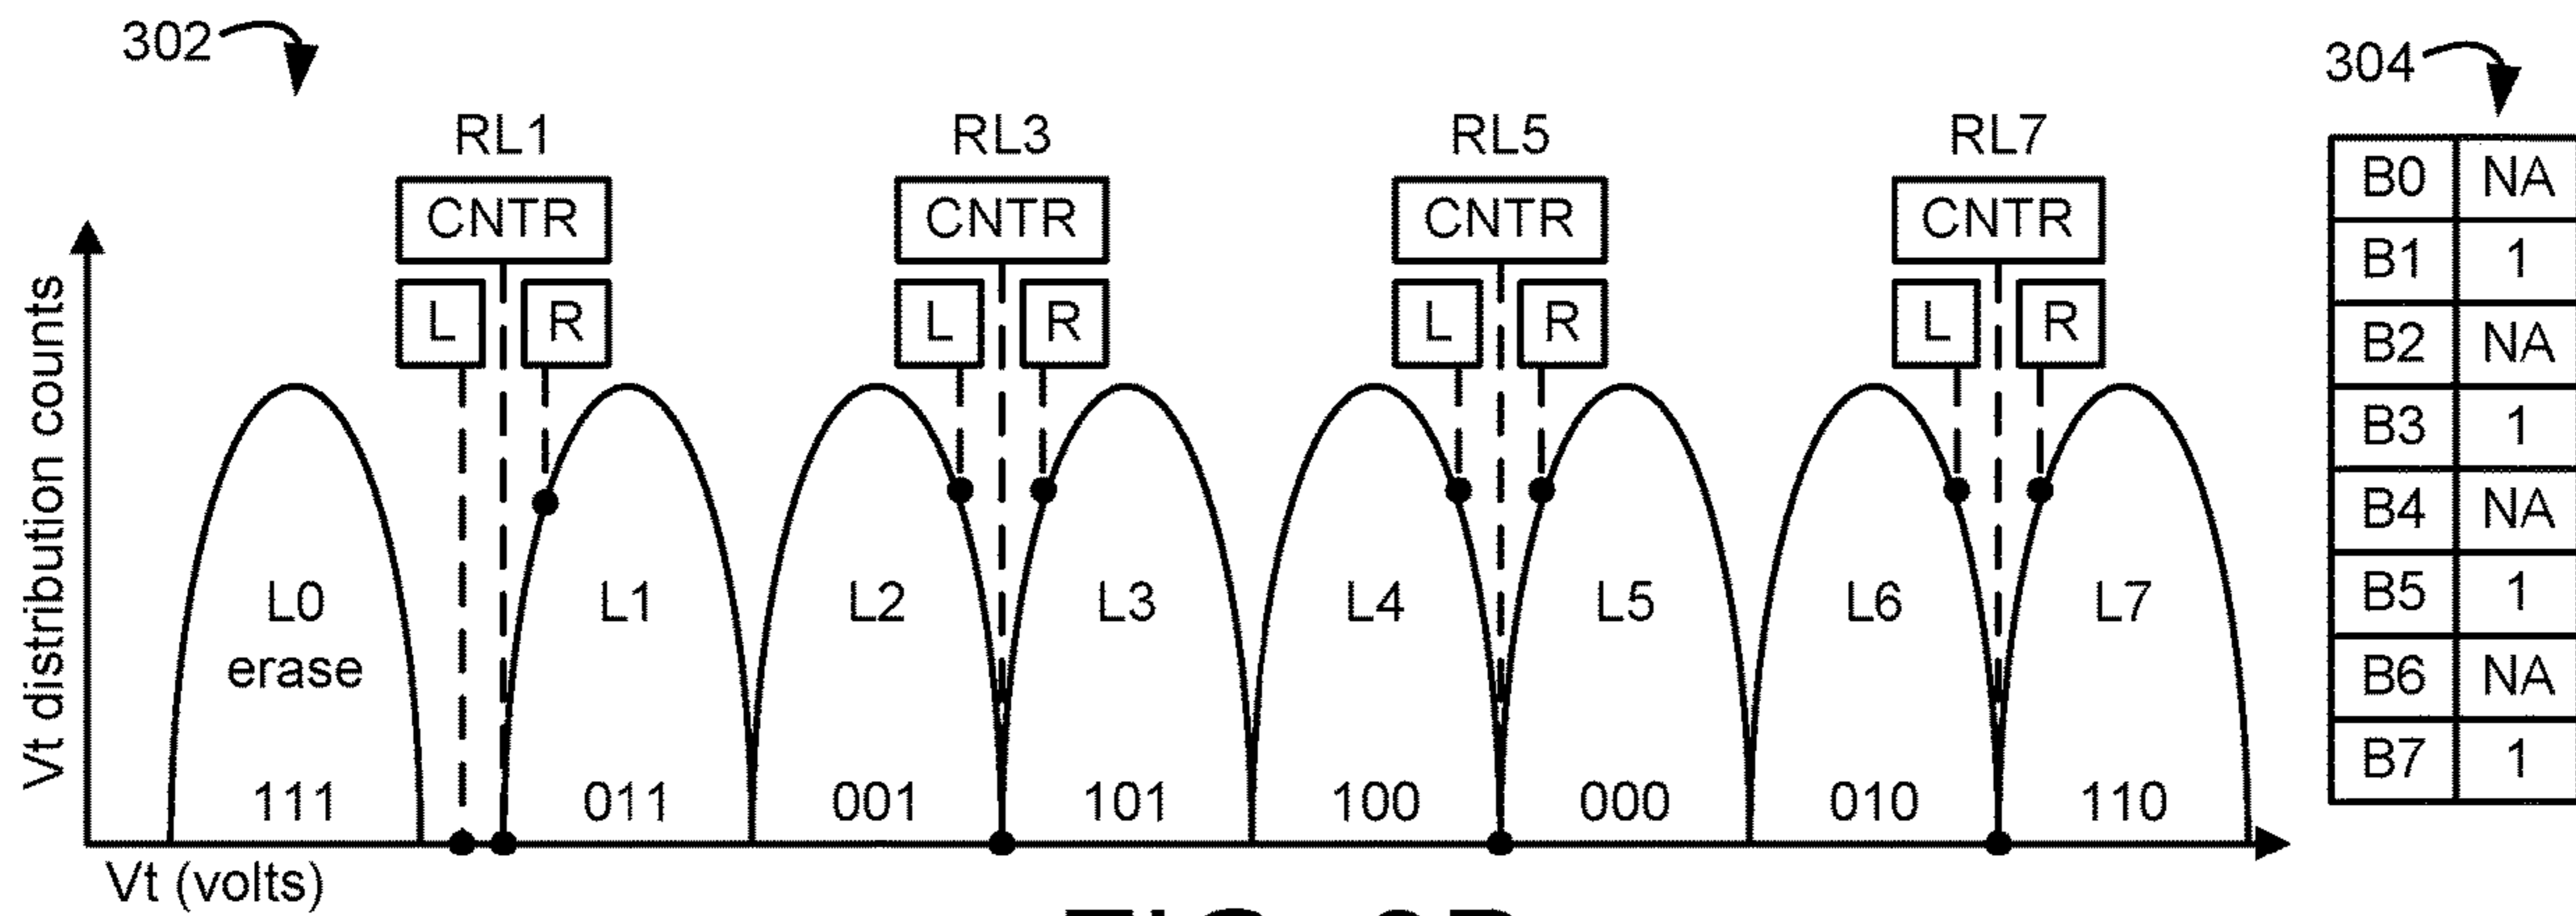 302
304
RL1 RL3 RL5 RL7
CNTR CNTR CNTR CNTR
L R L R L R L R
Vt distribution counts
L0 L1 L2 L3 L4 L5 L6 L7
erase
111 011 001 101 100 000 010 110
Vt (volts)
B0 NA
B1 1
B2 NA
B3 1
B4 NA
B5 1
B6 NA
B7 1